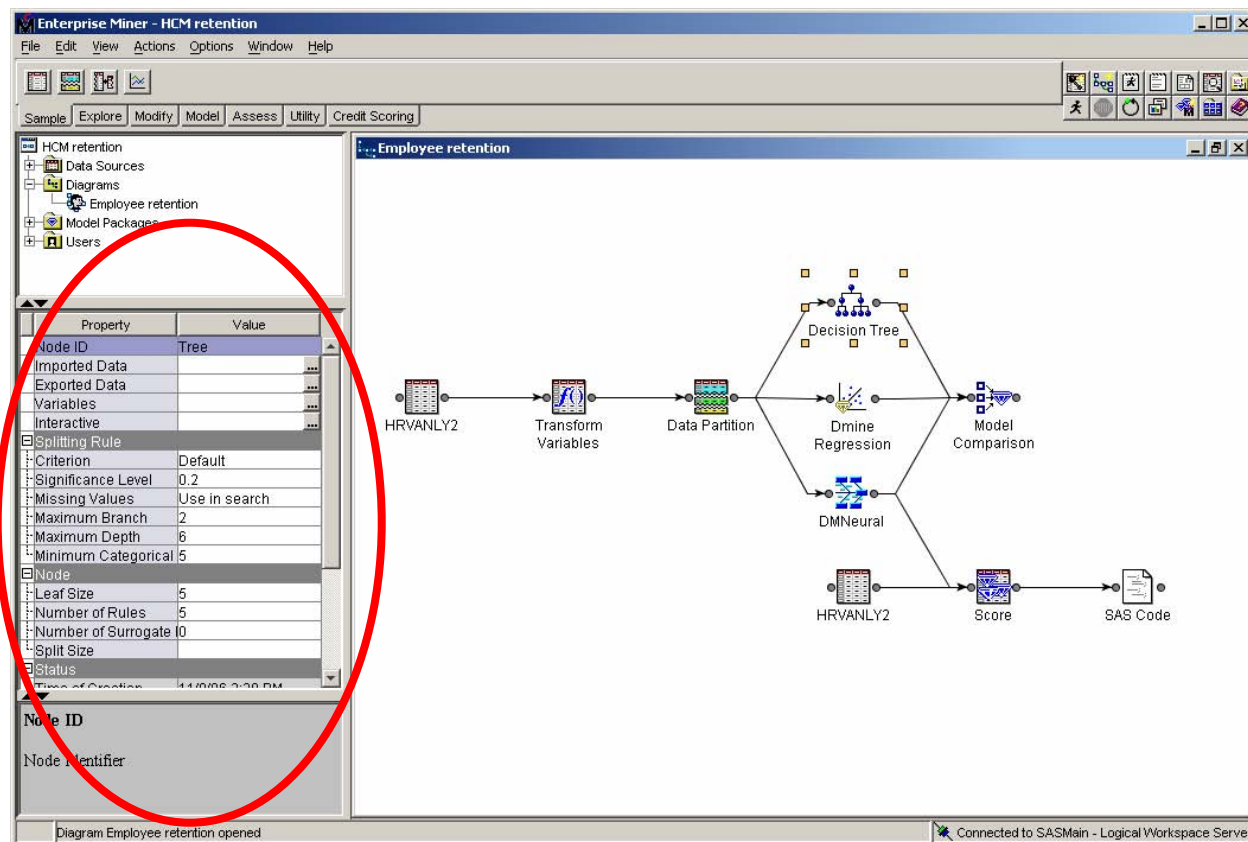 Enterprise Miner - HCM retention
File Edit View Actions Options Window Help
Sample Explore Modify Model Assess Utility Credit Scoring
HCM retention
Data Sources
Diagrams
Employee retention
Model Packages
Users
Property Value
Node ID Tree
Imported Data ...
Exported Data ...
Variables ...
Interactive ...
Splitting Rule
Criterion Default
Significance Level 0.2
Missing Values Use in search
Maximum Branch 2
Maximum Depth 6
Minimum Categorical 5
Node
Leaf Size 5
Number of Rules 5
Number of Surrogate 0
Split Size
Status
Time of Creation
Node ID
Node Identifier
Diagram Employee retention opened
Employee retention
Decision Tree
HRVANLY2
Transform
Variables
Data Partition
Dmine
Regression
Model
Comparison
DMNeural
HRVANLY2
Score
SAS Code
Connected to SASMain - Logical Workspace Serve